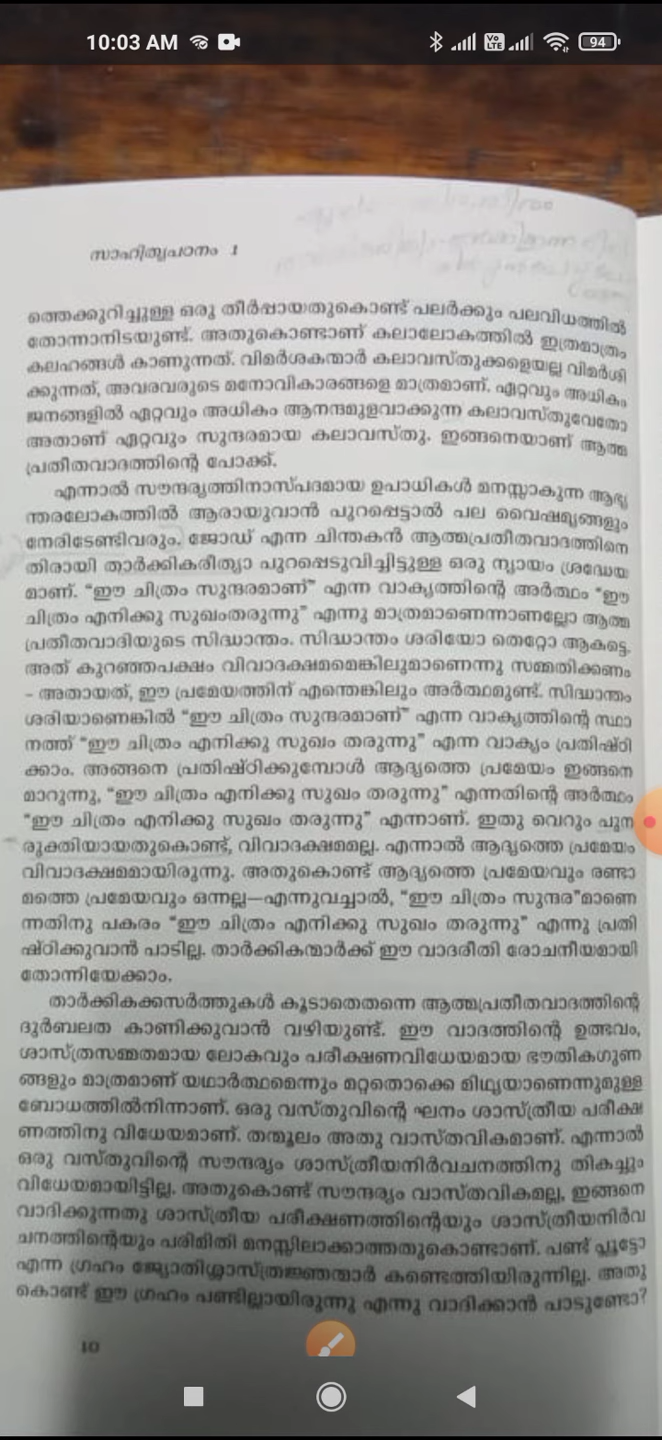 10:03 AM
Vo LTE
94
സാഹിത്യപഠനം 1
ത്തെക്കുറിച്ചുള്ള ഒരു തീർപ്പായതുകൊണ്ട് പലർക്കും പലവിധത്തിൽ
തോന്നാനിടയുണ്ട്. അതുകൊണ്ടാണ് കലാലോകത്തിൽ ഇത്രമാത്രം
കലഹങ്ങൾ കാണുന്നത്. വിമർശകന്മാർ കലാവസ്തുക്കളെയല്ല വിമർശി
ക്കുന്നത്, അവരവരുടെ മനോവികാരങ്ങളെ മാത്രമാണ്. ഏറ്റവും അധികം
ജനങ്ങളിൽ ഏറ്റവും അധികം ആനന്ദമുളവാക്കുന്ന കലാവസ്തുവേതോ
അതാണ് ഏറ്റവും സുന്ദരമായ കലാവസ്തു. ഇങ്ങനെയാണ് ആത്മ
പ്രതീതവാദത്തിന്റെ പോക്ക്.
എന്നാൽ സൗന്ദര്യത്തിനാസ്പദമായ ഉപാധികൾ മനസ്സാകുന്ന ആഭ്യ
ന്തരലോകത്തിൽ ആരായുവാൻ പുറപ്പെട്ടാൽ പല വൈഷമ്യങ്ങളും
നേരിടേണ്ടിവരും. ജോഡ് എന്ന ചിന്തകൻ ആത്മപ്രതീതവാദത്തിനെ
തിരായി താർക്കികരീത്യാ പുറപ്പെടുവിച്ചിട്ടുള്ള ഒരു ന്യായം ശ്രദ്ധേയ
മാണ്. "ഈ ചിത്രം സുന്ദരമാണ്" എന്ന വാക്യത്തിന്റെ അർത്ഥം "ഈ
ചിത്രം എനിക്കു സുഖംതരുന്നു" എന്നു മാത്രമാണെന്നാണല്ലോ ആത്മ
പ്രതീതവാദിയുടെ സിദ്ധാന്തം. സിദ്ധാന്തം ശരിയോ തെറ്റോ ആകട്ടെ.
അത് കുറഞ്ഞപക്ഷം വിവാദക്ഷമമെങ്കിലുമാണെന്നു സമ്മതിക്കണം
– അതായത്, ഈ പ്രമേയത്തിന് എന്തെങ്കിലും അർത്ഥമുണ്ട്. സിദ്ധാന്തം
ശരിയാണെങ്കിൽ "ഈ ചിത്രം സുന്ദരമാണ്" എന്ന വാക്യത്തിന്റെ സ്ഥാ
നത്ത് "ഈ ചിത്രം എനിക്കു സുഖം തരുന്നു" എന്ന വാക്യം പ്രതിഷ്ഠി
ക്കാം. അങ്ങനെ പ്രതിഷ്ഠിക്കുമ്പോൾ ആദ്യത്തെ പ്രമേയം ഇങ്ങനെ
മാറുന്നു, "ഈ ചിത്രം എനിക്കു സുഖം തരുന്നു" എന്നതിന്റെ അർത്ഥം
"ഈ ചിത്രം എനിക്കു സുഖം തരുന്നു" എന്നാണ്. ഇതു വെറും പുന
രുക്തിയായതുകൊണ്ട്, വിവാദക്ഷമമല്ല. എന്നാൽ ആദ്യത്തെ പ്രമേയം
വിവാദക്ഷമമായിരുന്നു. അതുകൊണ്ട് ആദ്യത്തെ പ്രമേയവും രണ്ടാ
മത്തെ പ്രമേയവും ഒന്നല്ല—എന്നുവച്ചാൽ, "ഈ ചിത്രം സുന്ദര"മാണെ
ന്നതിനു പകരം "ഈ ചിത്രം എനിക്കു സുഖം തരുന്നു" എന്നു പ്രതി
ഷ്ഠിക്കുവാൻ പാടില്ല. താർക്കികന്മാർക്ക് ഈ വാദരീതി രോചനീയമായി
തോന്നിയേക്കാം.
താർക്കികക്കസർത്തുകൾ കൂടാതെതന്നെ ആത്മപ്രതീതവാദത്തിന്റെ
ദുർബലത കാണിക്കുവാൻ വഴിയുണ്ട്. ഈ വാദത്തിന്റെ ഉത്ഭവം,
ശാസ്ത്രസമ്മതമായ ലോകവും പരീക്ഷണവിധേയമായ ഭൗതികഗുണ
ങ്ങളും മാത്രമാണ് യഥാർത്ഥമെന്നും മറ്റതൊക്കെ മിഥ്യയാണെന്നുമുള്ള
ബോധത്തിൽനിന്നാണ്. ഒരു വസ്തുവിന്റെ ഘനം ശാസ്ത്രീയ പരീക്ഷ
ണത്തിനു വിധേയമാണ്. തന്മൂലം അതു വാസ്തവികമാണ്. എന്നാൽ
ഒരു വസ്തുവിന്റെ സൗന്ദര്യം ശാസ്ത്രീയനിർവചനത്തിനു തികച്ചും
വിധേയമായിട്ടില്ല. അതുകൊണ്ട് സൗന്ദര്യം വാസ്തവികമല്ല, ഇങ്ങനെ
വാദിക്കുന്നതു ശാസ്ത്രീയ പരീക്ഷണത്തിന്റെയും ശാസ്ത്രീയനിർവ
ചനത്തിന്റെയും പരിമിതി മനസ്സിലാക്കാത്തതുകൊണ്ടാണ്. പണ്ട് പ്ലൂട്ടോ
എന്ന ഗ്രഹം ജ്യോതിശ്ശാസ്ത്രജ്ഞന്മാർ കണ്ടെത്തിയിരുന്നില്ല. അതു
കൊണ്ട് ഈ ഗ്രഹം പണ്ടില്ലായിരുന്നു എന്നു വാദിക്കാൻ പാടുണ്ടോ?
10